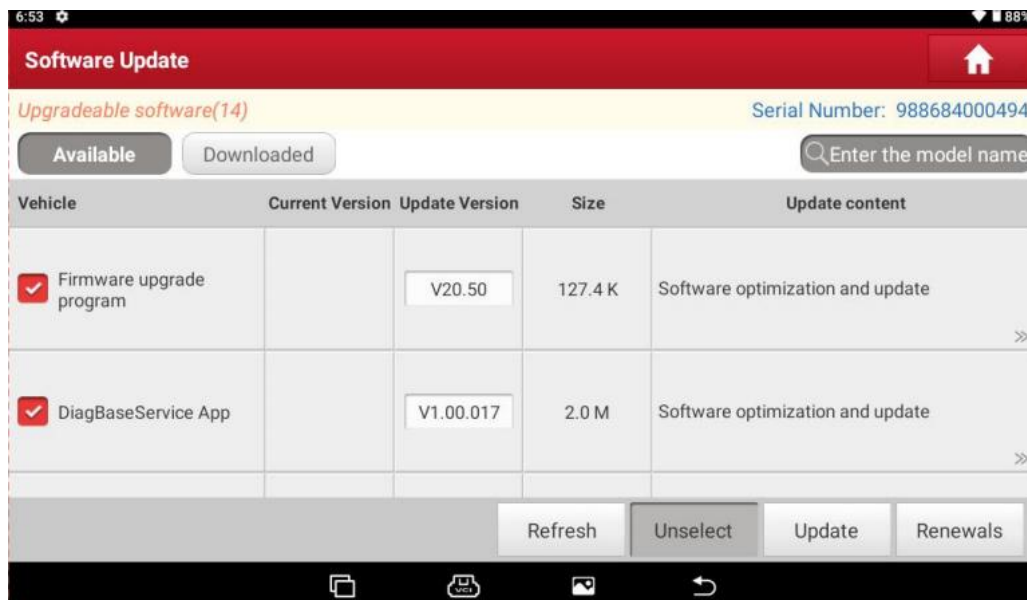 6:53 88%
Software Update
Upgradeable software(14) Serial Number: 988684000494
Available Downloaded Enter the model name
Vehicle Current Version Update Version Size Update content
Firmware upgrade
program
V20.50 127.4 K Software optimization and update
DiagBaseService App V1.00.017 2.0 M Software optimization and update
Refresh Unselect Update Renewals
VCI